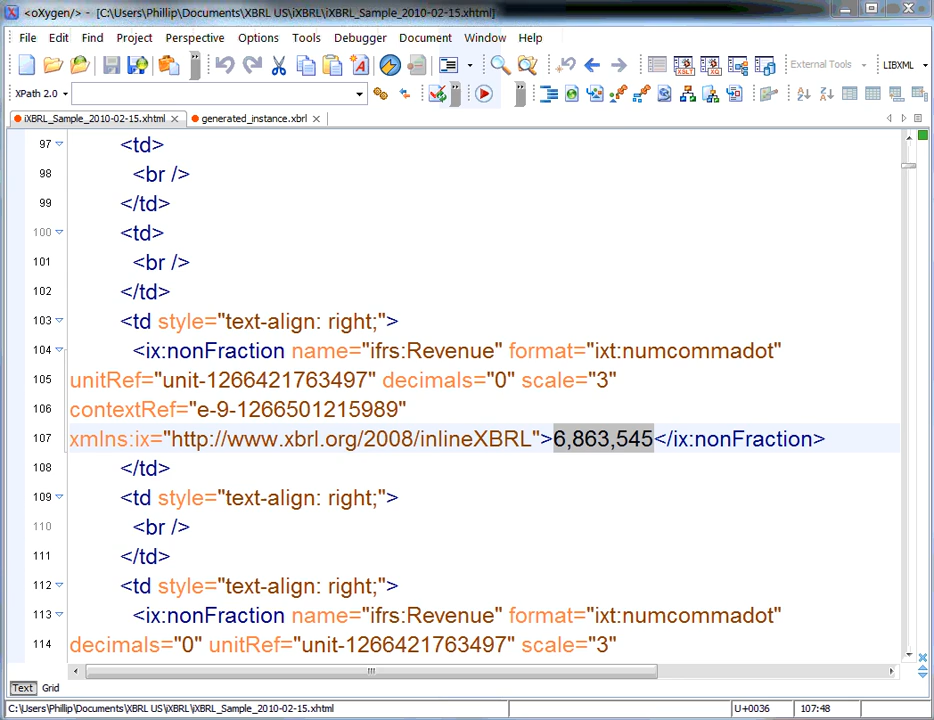 <oXygen/> - [C:\Users\Phillip\Documents\XBRL US\iXBRL\iXBRL_Sample_2010-02-15.xhtml]
File Edit Find Project Perspective Options Tools Debugger Document Window Help
External Tools LIBXML
XPath 2.0
iXBRL_Sample_2010-02-15.xhtml generated_instance.xbrl
97 <td>
98 <br />
99 </td>
100 <td>
101 <br />
102 </td>
103 <td style="text-align: right;">
104 <ix:nonFraction name="ifrs:Revenue" format="ixt:numcommadot"
105 unitRef="unit-1266421763497" decimals="0" scale="3"
106 contextRef="e-9-1266501215989"
107 xmlns:ix="http://www.xbrl.org/2008/inlineXBRL">6,863,545</ix:nonFraction>
108 </td>
109 <td style="text-align: right;">
110 <br />
111 </td>
112 <td style="text-align: right;">
113 <ix:nonFraction name="ifrs:Revenue" format="ixt:numcommadot"
114 decimals="0" unitRef="unit-1266421763497" scale="3"
Text Grid
C:\Users\Phillip\Documents\XBRL US\iXBRL\iXBRL_Sample_2010-02-15.xhtml U+0036 107:48